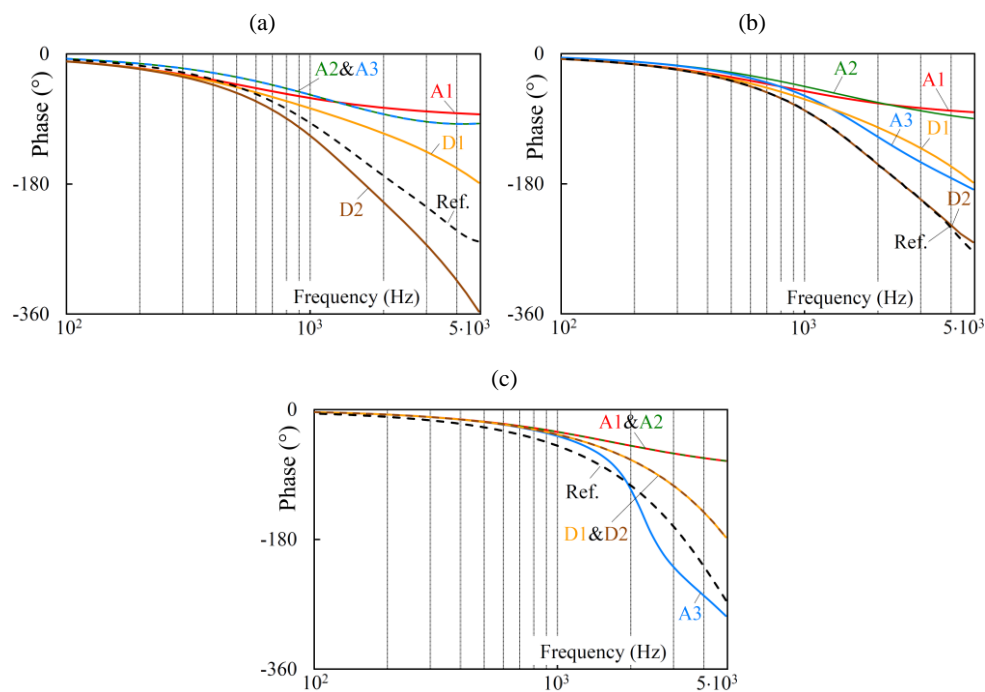 (a)
0
-180
-360
Phase (°)
A2&A3
A1
D1
D2
Ref.
Frequency (Hz)
10²
10³
5·10³
(b)
0
-180
-360
Phase (°)
A2
A1
A3
D1
D2
Ref.
Frequency (Hz)
10²
10³
5·10³
(c)
0
-180
-360
Phase (°)
A1&A2
Ref.
D1&D2
A3
Frequency (Hz)
10²
10³
5·10³